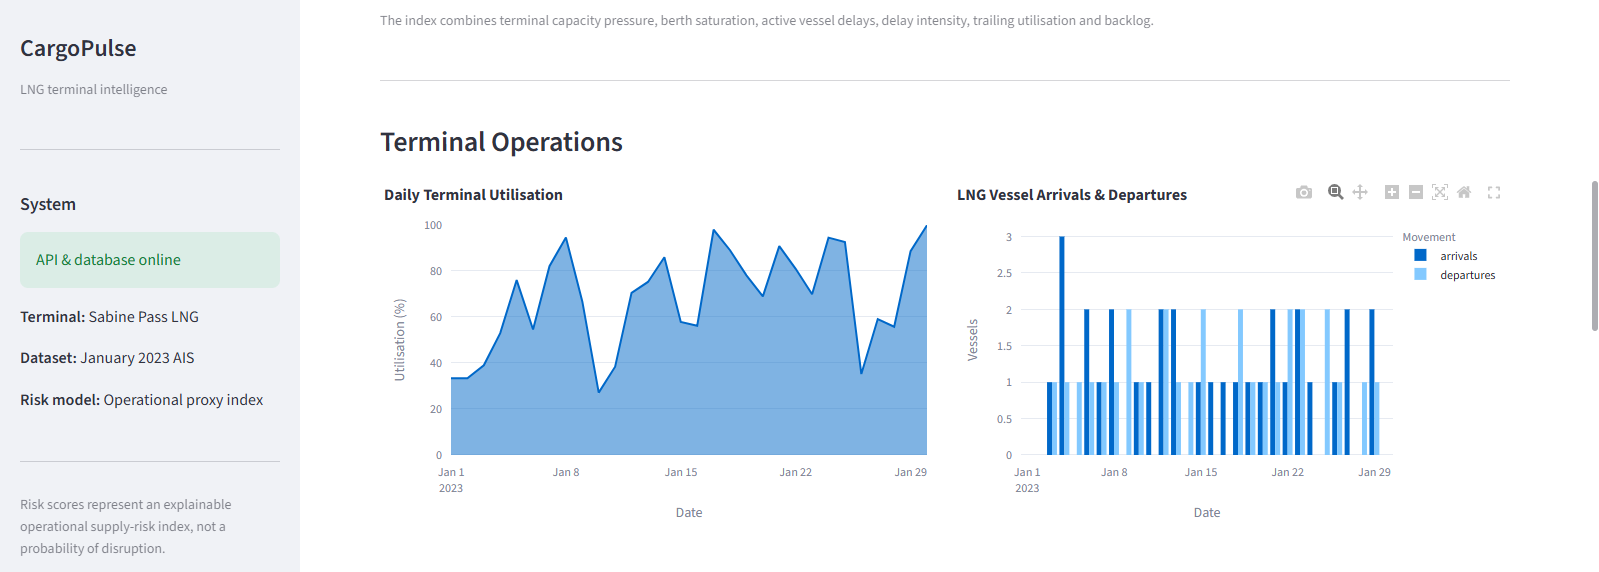 CargoPulse
LNG terminal intelligence
System
API & database online
Terminal: Sabine Pass LNG
Dataset: January 2023 AIS
Risk model: Operational proxy index
Risk scores represent an explainable
operational supply-risk index, not a
probability of disruption.
The index combines terminal capacity pressure, berth saturation, active vessel delays, delay intensity, trailing utilisation and backlog.
Terminal Operations
Daily Terminal Utilisation
100
80
60
40
20
0
Utilisation (%)
Jan 1
2023
Jan 8
Jan 15
Jan 22
Jan 29
Date
LNG Vessel Arrivals & Departures
3
2.5
2
1.5
1
0.5
0
Vessels
Jan 1
2023
Jan 8
Jan 15
Jan 22
Jan 29
Date
Movement
arrivals
departures